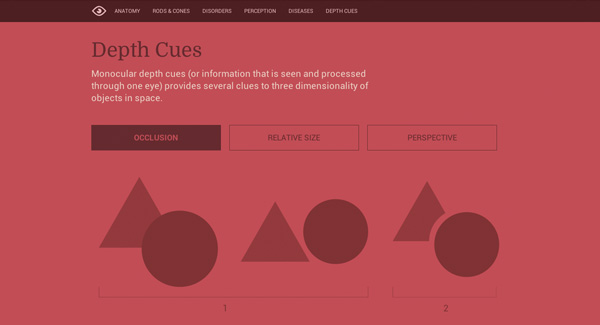 ANATOMY RODS & CONES DISORDERS PERCEPTION DISEASES DEPTH CUES
Depth Cues
Monocular depth cues (or information that is seen and processed
through one eye) provides several clues to three dimensionality of
objects in space.
OCCLUSION RELATIVE SIZE PERSPECTIVE
1 2